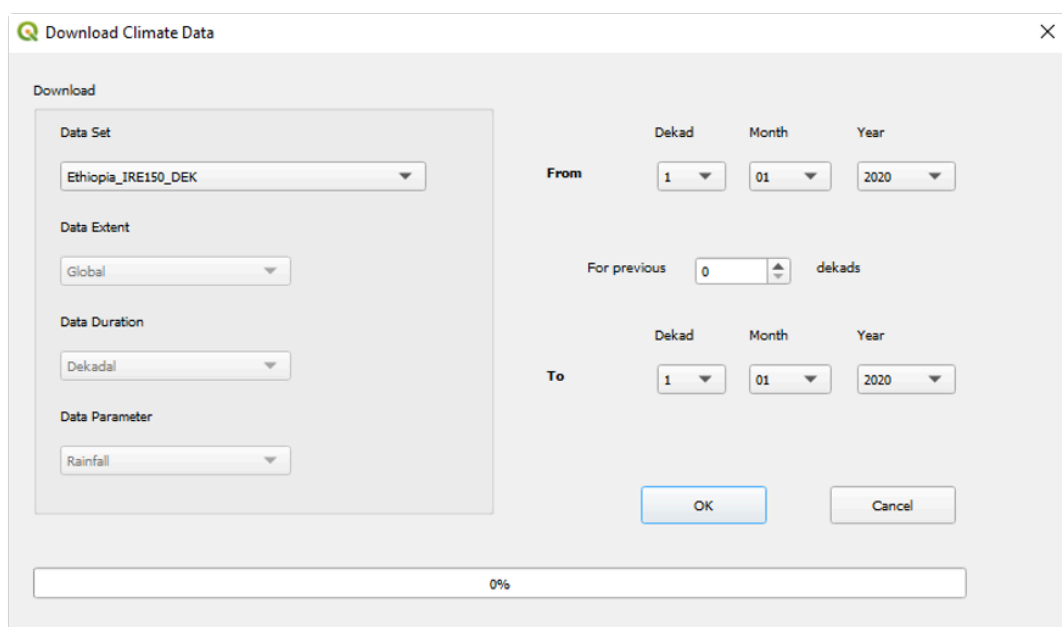 Download Climate Data
Download
Data Set
Ethiopia_IRE150_DEK
Data Extent
Global
Data Duration
Dekadal
Data Parameter
Rainfall
Dekad Month Year
From 1 01 2020
For previous 0 dekads
Dekad Month Year
To 1 01 2020
OK Cancel
0%